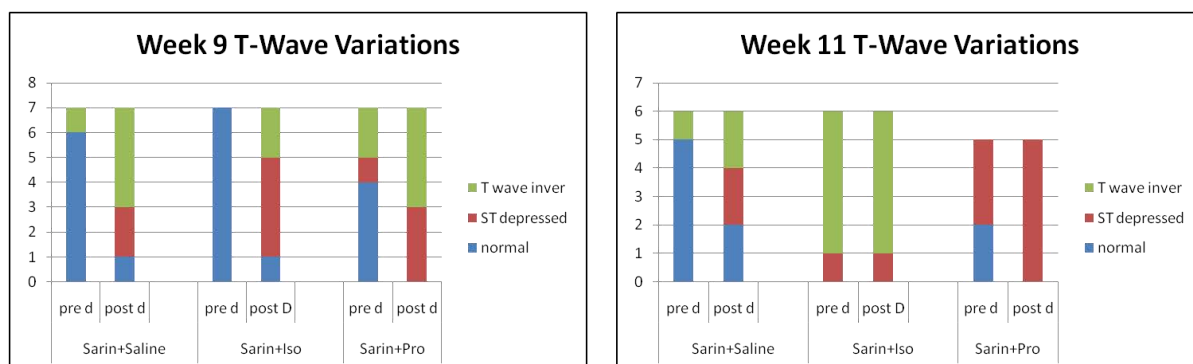 Week 9 T-Wave Variations
8
7
6
5
4
3
2
1
0
pre d post d pre d post D pre d post d
Sarin+Saline Sarin+Iso Sarin+Pro
T wave inver
ST depressed
normal
Week 11 T-Wave Variations
7
6
5
4
3
2
1
0
pre d post d pre d post d pre d post d
Sarin+Saline Sarin+Iso Sarin+Pro
T wave inver
ST depressed
normal